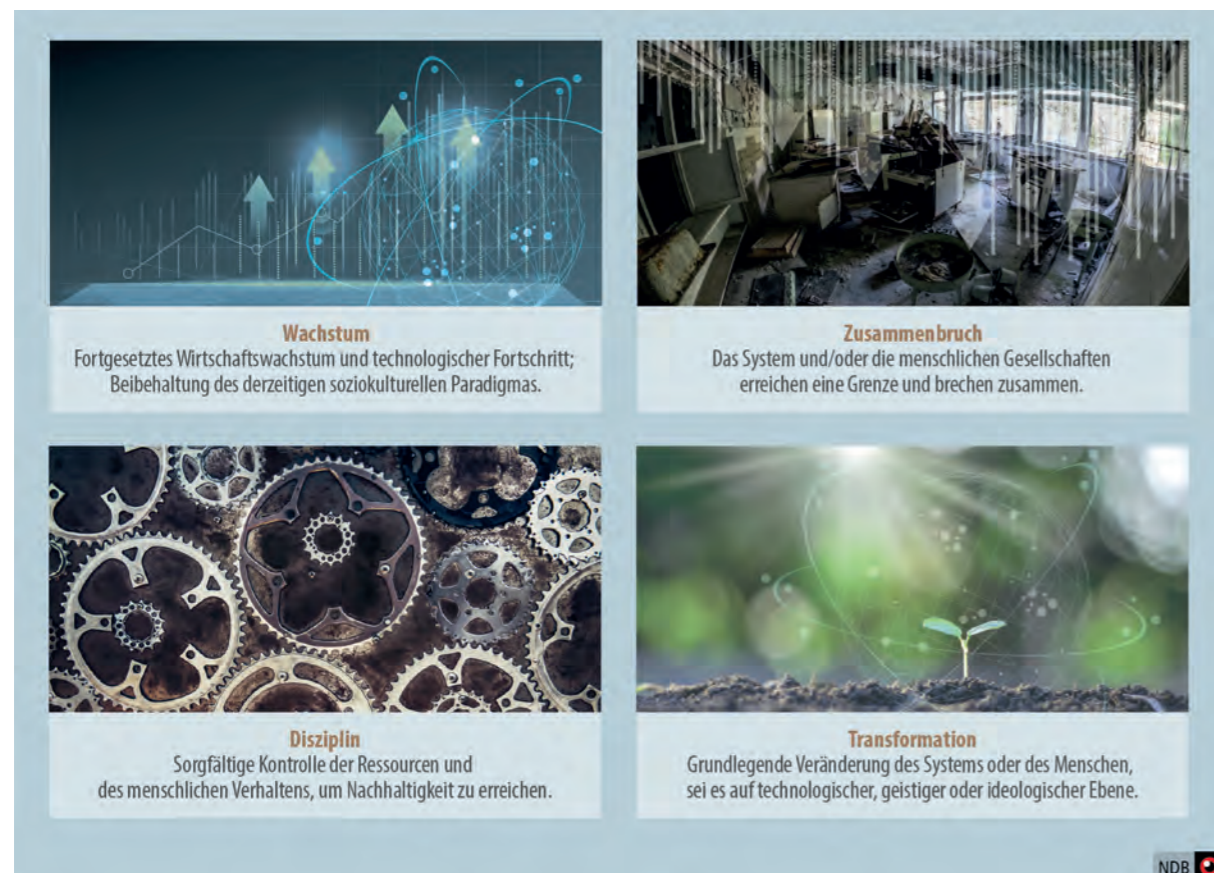 Wachstum
Fortgesetztes Wirtschaftswachstum und technologischer Fortschritt;
Beibehaltung des derzeitigen soziokulturellen Paradigmas.
Zusammenbruch
Das System und/oder die menschlichen Gesellschaften
erreichen eine Grenze und brechen zusammen.
Disziplin
Sorgfältige Kontrolle der Ressourcen und
des menschlichen Verhaltens, um Nachhaltigkeit zu erreichen.
Transformation
Grundlegende Veränderung des Systems oder des Menschen,
sei es auf technologischer, geistiger oder ideologischer Ebene.
NDB